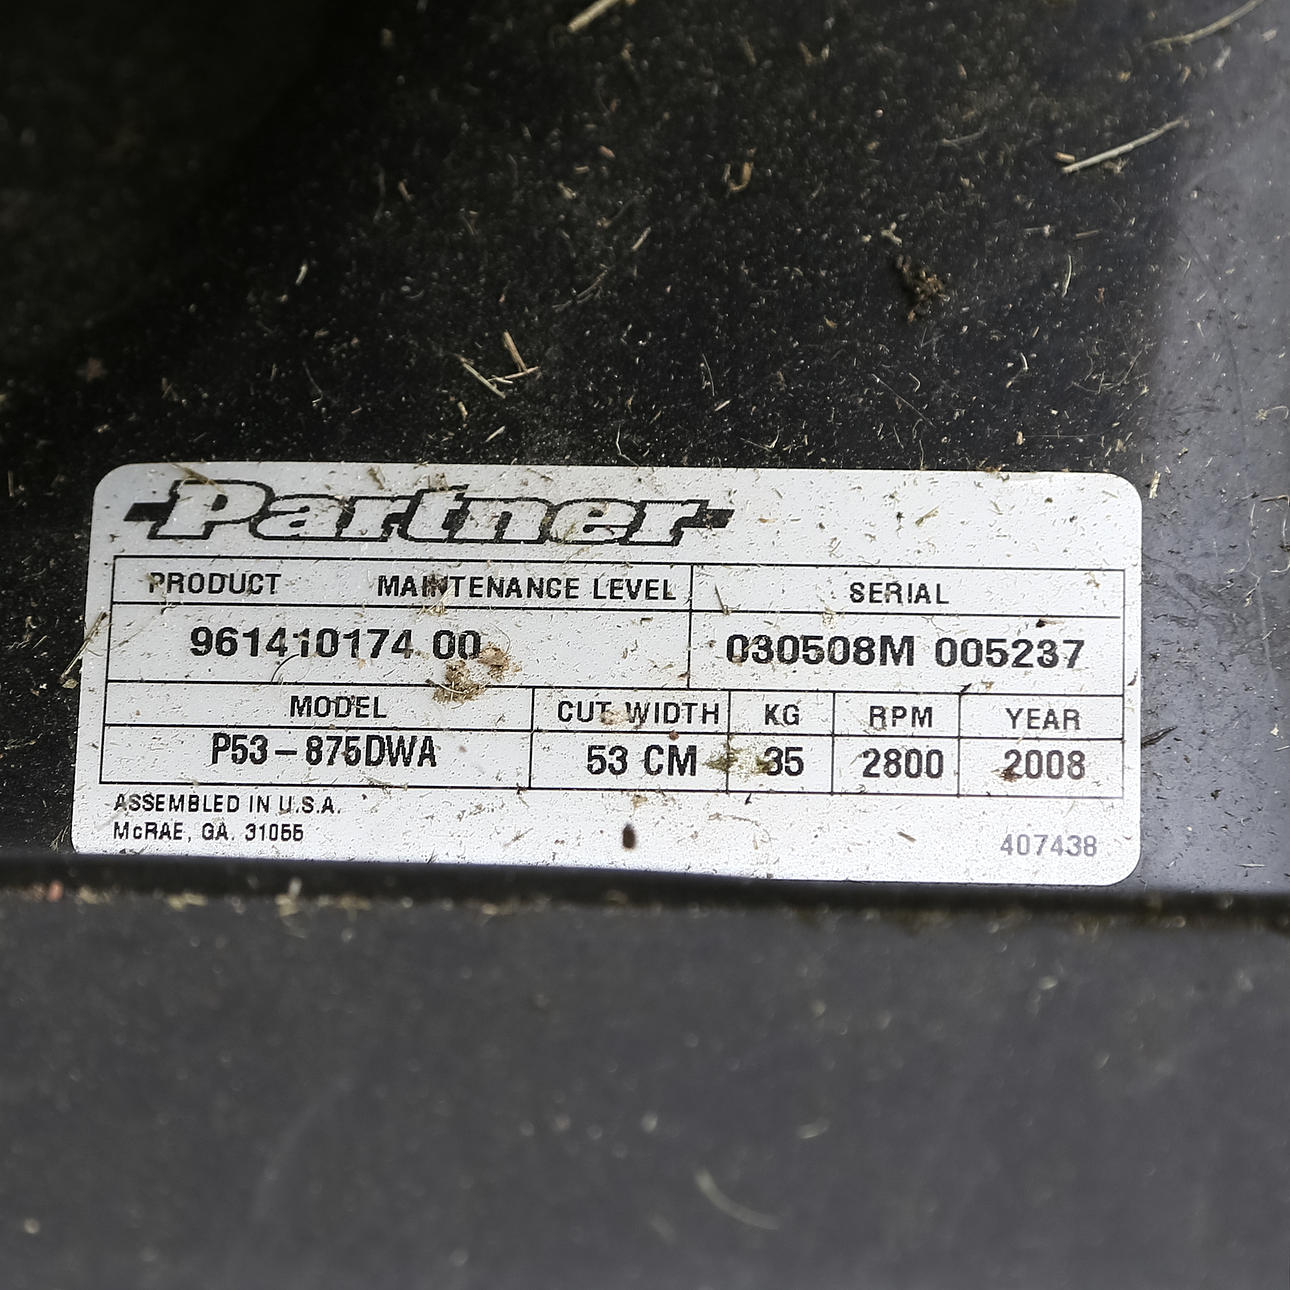 Partner
PRODUCT MAINTENANCE LEVEL SERIAL
961410174 00 030508M 005237
MODEL CUT WIDTH KG RPM YEAR
P53-875DWA 53 CM 35 2800 2008
ASSEMBLED IN U.S.A.
McRAE, GA. 31055
407438